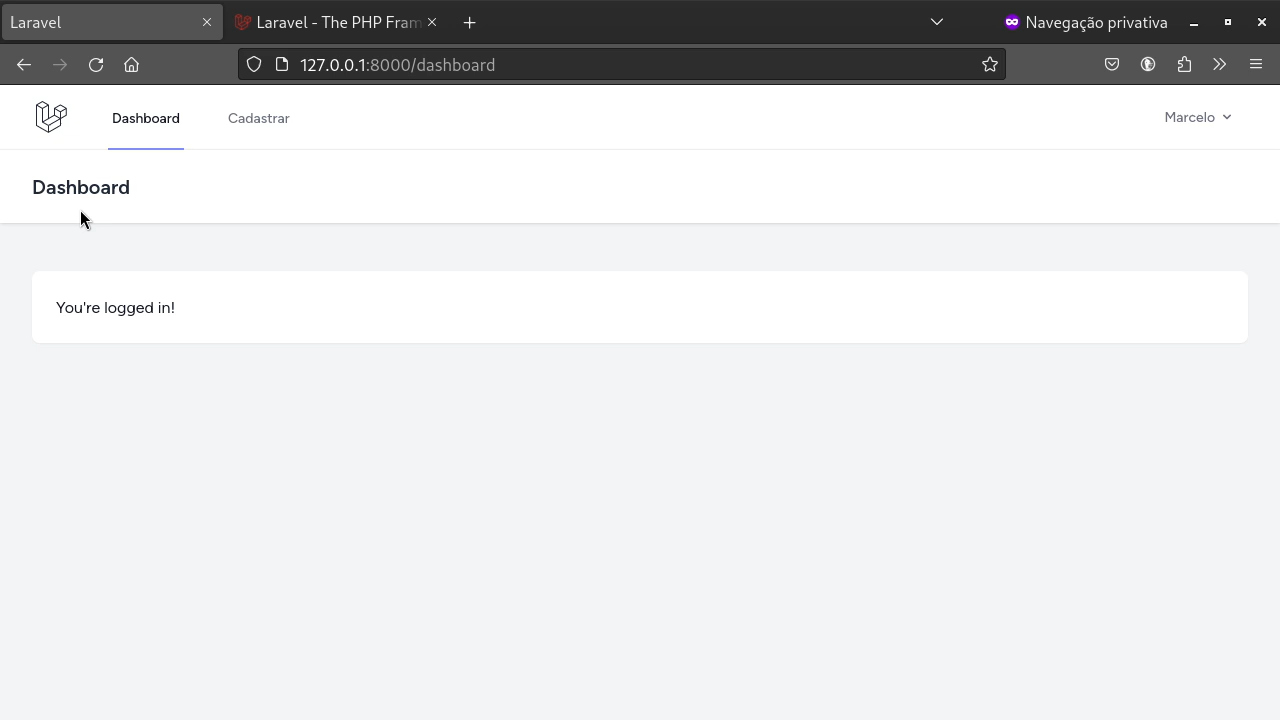 Laravel
Laravel - The PHP Fram
Navegação privativa
127.0.0.1:8000/dashboard
Dashboard
Cadastrar
Marcelo
Dashboard
You're logged in!